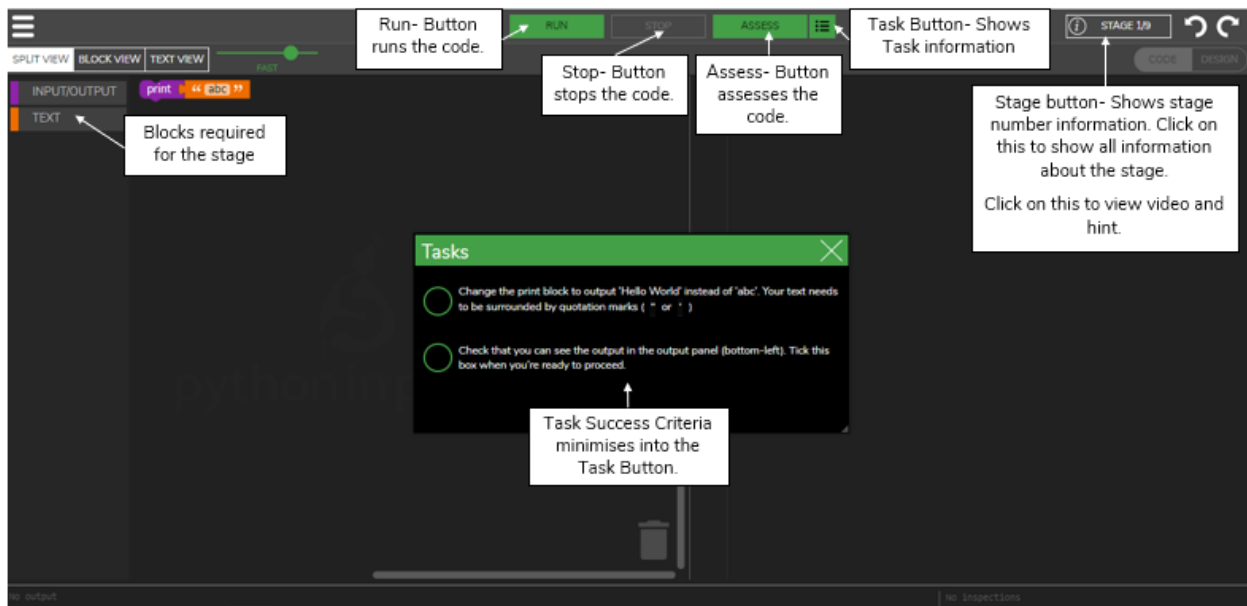 Run- Button
runs the code.
RUN
STOP
ASSESS
Task Button- Shows
Task information
STAGE 1/9
SPLIT VIEW
BLOCK VIEW
TEXT VIEW
FAST
Stop- Button
stops the code.
Assess- Button
assesses the
code.
CODE
DESIGN
INPUT/OUTPUT
print “ abc ”
TEXT
Blocks required
for the stage
Stage button- Shows stage
number information. Click on
this to show all information
about the stage.
Click on this to view video and
hint.
Tasks
Change the print block to output 'Hello World' instead of 'abc'. Your text needs
to be surrounded by quotation marks ( " or ' )
Check that you can see the output in the output panel (bottom-left). Tick this
box when you're ready to proceed.
python in p
Task Success Criteria
minimises into the
Task Button.
No output
No inspections